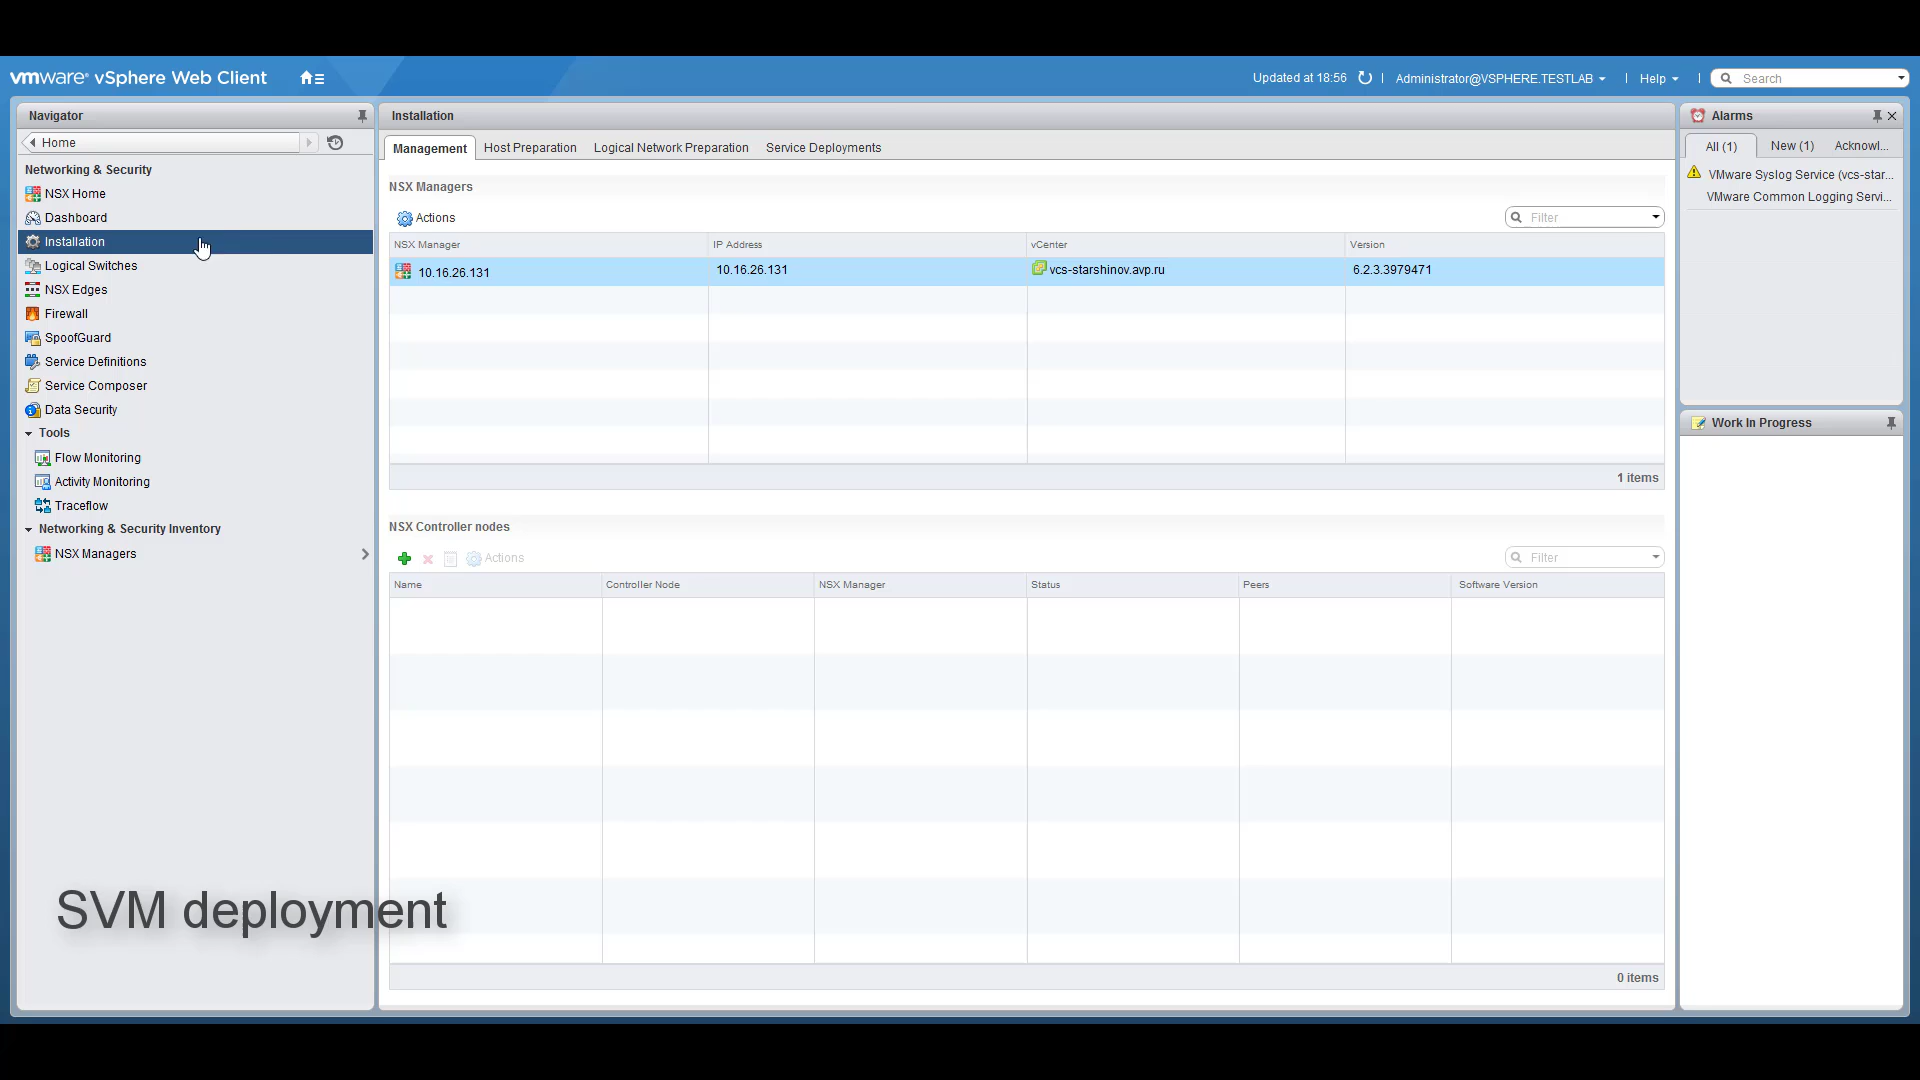 vmware® vSphere Web Client
Updated at 18:56 | Administrator@VSPHERE.TESTLAB | Help | Search
Navigator
Home
Networking & Security
NSX Home
Dashboard
Installation
Logical Switches
NSX Edges
Firewall
SpoofGuard
Service Definitions
Service Composer
Data Security
Tools
Flow Monitoring
Activity Monitoring
Traceflow
Networking & Security Inventory
NSX Managers
Installation
Management Host Preparation Logical Network Preparation Service Deployments
NSX Managers
Actions Filter
NSX Manager IP Address vCenter Version
10.16.26.131 10.16.26.131 vcs-starshinov.avp.ru 6.2.3.3979471
1 items
NSX Controller nodes
Actions Filter
Name Controller Node NSX Manager Status Peers Software Version
0 items
Alarms
All (1) New (1) Acknowl...
VMware Syslog Service (vcs-star...
VMware Common Logging Servi...
Work In Progress
SVM deployment